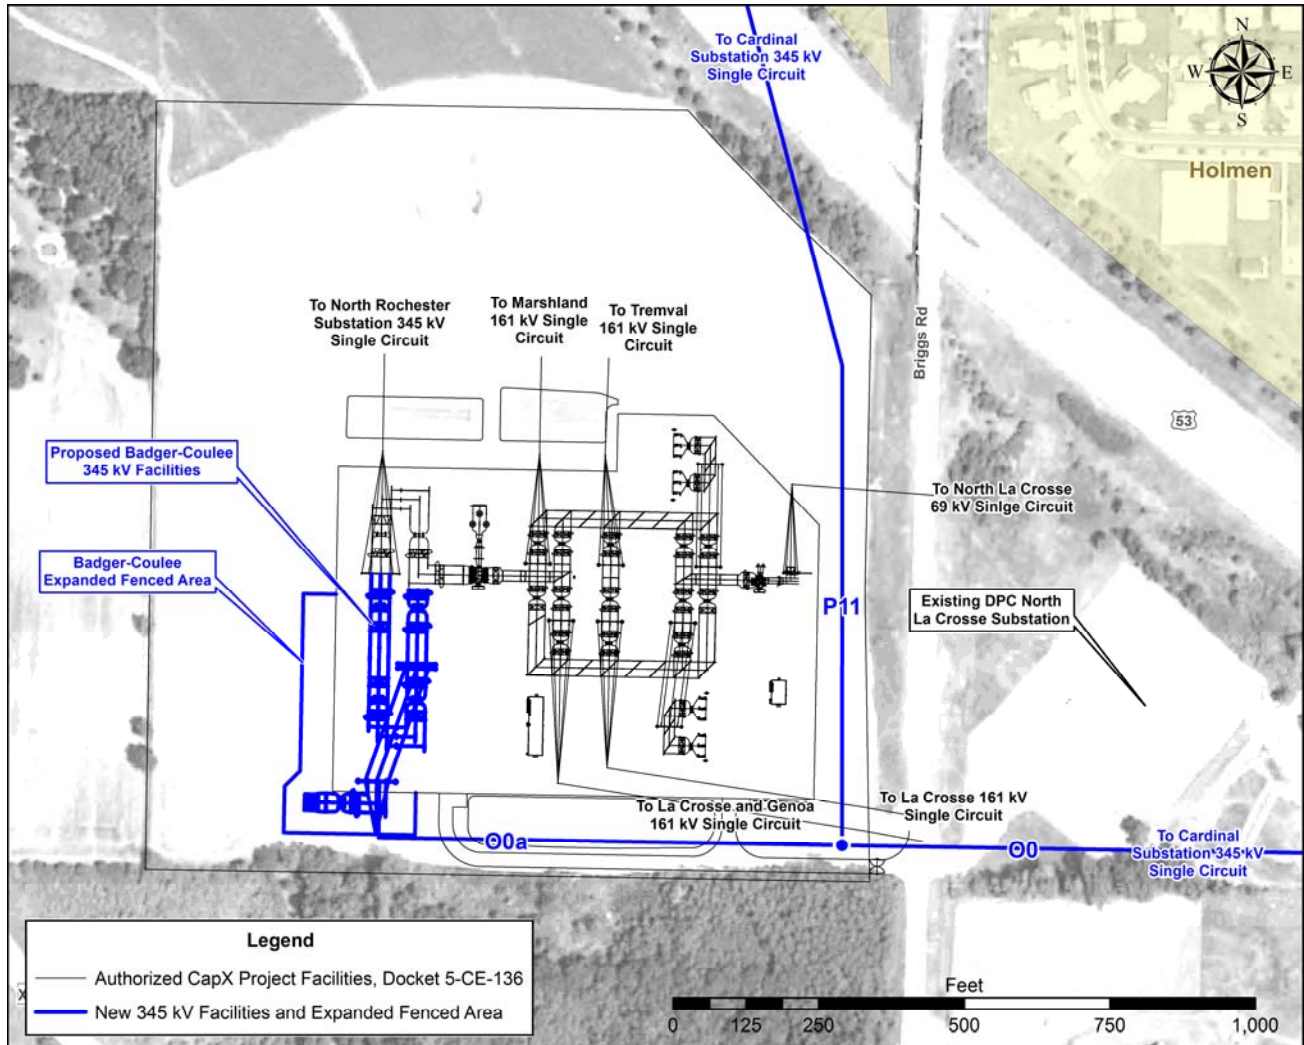 To Cardinal
Substation 345 kV
Single Circuit
N
W
E
S
Holmen
To North Rochester
Substation 345 kV
Single Circuit
To Marshland
161 kV Single
Circuit
To Tremval
161 kV Single
Circuit
Briggs Rd
53
Proposed Badger-Coulee
345 kV Facilities
To North La Crosse
69 kV Sinlge Circuit
Badger-Coulee
Expanded Fenced Area
P11
Existing DPC North
La Crosse Substation
To La Crosse and Genoa
161 kV Single Circuit
To La Crosse 161 kV
Single Circuit
O0a
O0
To Cardinal
Substation 345 kV
Single Circuit
Legend
Authorized CapX Project Facilities, Docket 5-CE-136
New 345 kV Facilities and Expanded Fenced Area
X
Feet
0 125 250 500 750 1,000